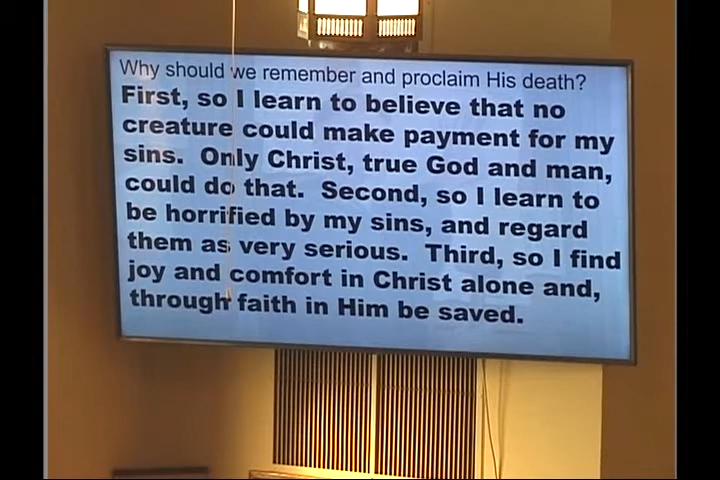 Why should we remember and proclaim His death?
First, so I learn to believe that no
creature could make payment for my
sins.  Only Christ, true God and man,
could do that.  Second, so I learn to
be horrified by my sins, and regard
them as very serious.  Third, so I find
joy and comfort in Christ alone and,
through faith in Him be saved.